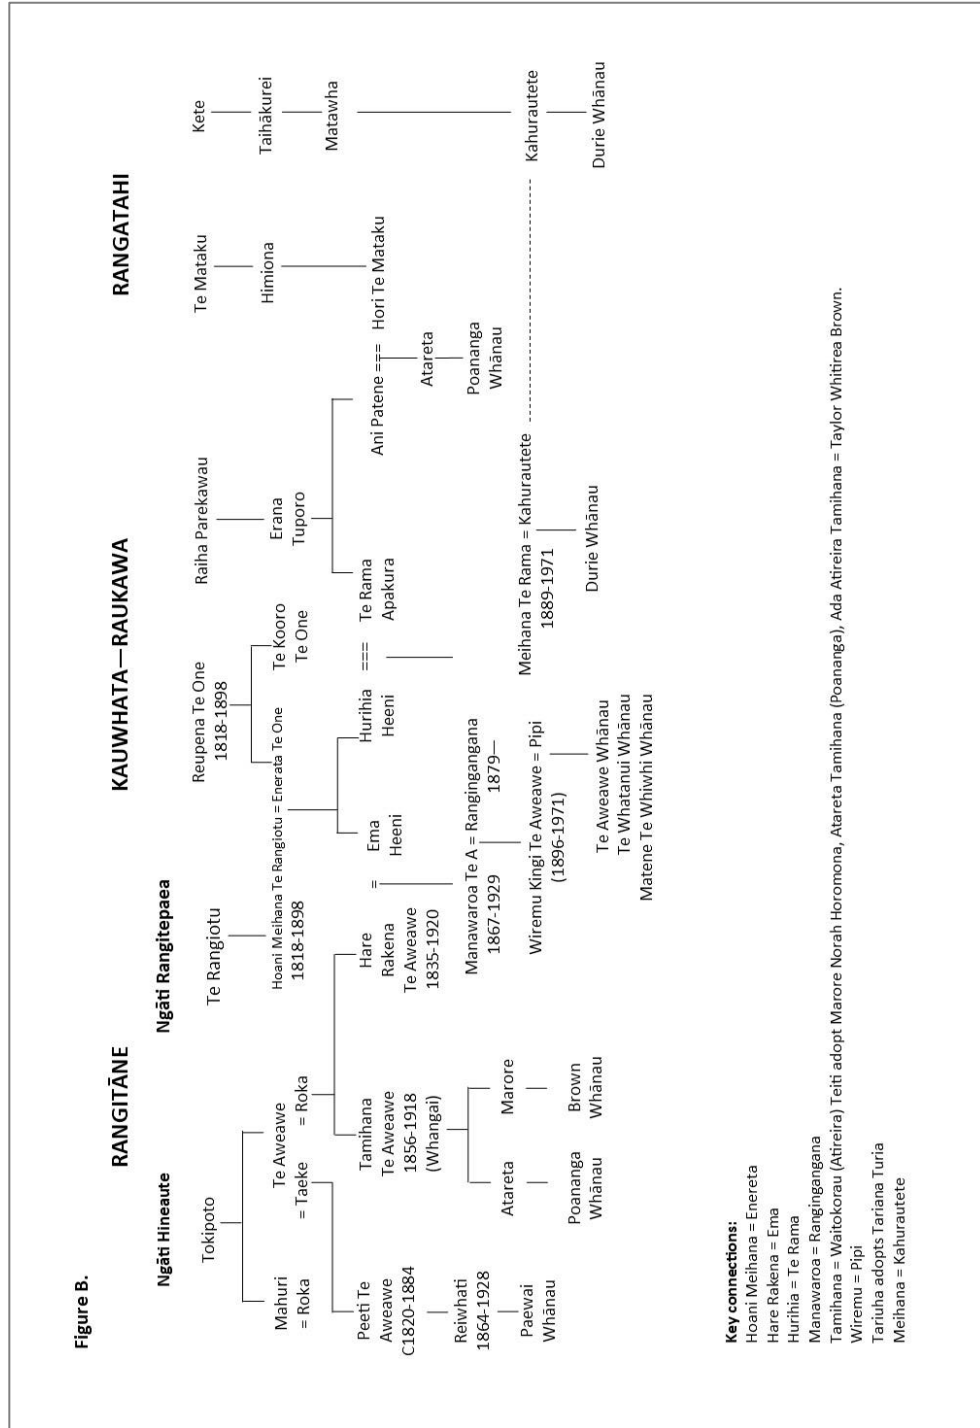 Figure B.
RANGITĀNE
KAUWHATA—RAUKAWA
RANGATAHI
Ngāti Hineaute
Ngāti Rangitepaea
Tokipoto
Te Rangiotu
Reupena Te One
1818-1898
Raiha Parekawau
Te Mataku
Kete
Mahuri
= Roka
Te Aweawe
= Taeke
= Roka
Hoani Meihana Te Rangiotu = Enerata Te One
1818-1898
Te Kooro
Te One
Erana
Tuporo
Himiona
Taihākurei
Matawha
Peeti Te
Aweawe
C1820-1884
Tamihana
Te Aweawe
1856-1918
(Whangai)
Hare
Rakena
Te Aweawe
1835-1920
=
Ema
Heeni
Hurihia
Heeni
===
Te Rama
Apakura
Ani Patene === Hori Te Mataku
Atareta
Poananga
Whānau
Reiwhati
1864-1928
Paewai
Whānau
Atareta
Marore
Poananga
Whānau
Brown
Whānau
Manawaroa Te A = Rangingangana
1867-1929
1879—
Wiremu Kingi Te Aweawe = Pipi
(1896-1971)
Te Aweawe Whānau
Te Whatanui Whānau
Matene Te Whiwhi Whānau
Meihana Te Rama = Kahurautete
1889-1971
Durie Whānau
Kahurautete
Durie Whānau
Key connections:
Hoani Meihana = Enereta
Hare Rakena = Ema
Hurihia = Te Rama
Manawaroa = Rangingangana
Tamihana = Waitokorau (Atireira) Teiti adopt Marore Norah Horomona, Atareta Tamihana (Poananga), Ada Atireira Tamihana = Taylor Whitirea Brown.
Wiremu = Pipi
Tariuha adopts Tariana Turia
Meihana = Kahurautete